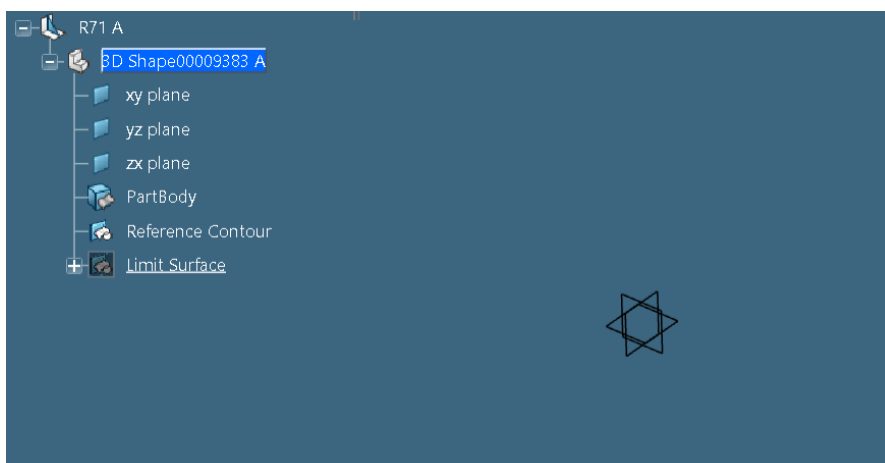 R71 A
3D Shape00009383 A
xy plane
yz plane
zx plane
PartBody
Reference Contour
Limit Surface